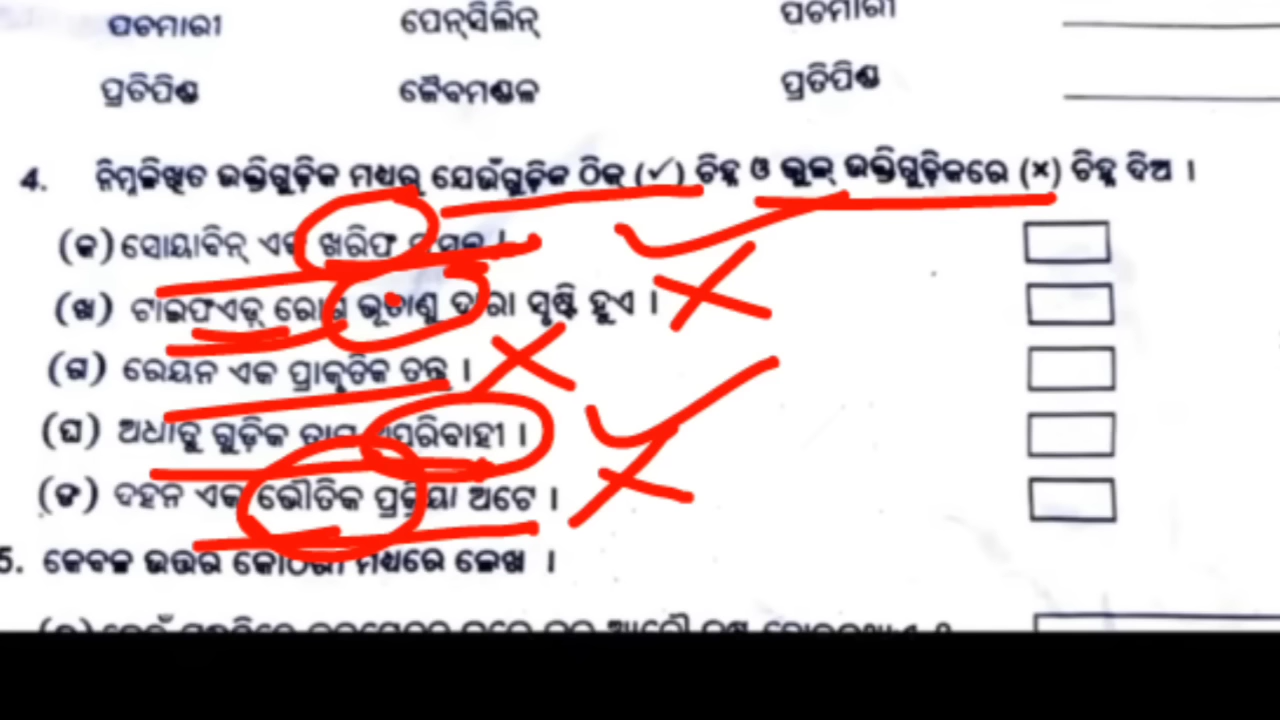 ପଚମାରୀ ପେନ୍‌ସିଲିନ୍ ପଚମାରୀ
ପ୍ରତିପିଣ୍ଡ ଜୈବମଣ୍ଡଳ ପ୍ରତିପିଣ୍ଡ
4. ନିମ୍ନଲିଖିତ ଉକ୍ତିଗୁଡ଼ିକ ମଧ୍ୟରୁ ଯେଉଁଗୁଡ଼ିକ ଠିକ୍ (✓) ଚିହ୍ନ ଓ ଭୁଲ୍ ଉକ୍ତିଗୁଡ଼ିକରେ (×) ଚିହ୍ନ ଦିଅ ।
(କ) ସୋୟାବିନ୍ ଏକ ଖରିଫ ଫସଲ ।
(ଖ) ଟାଇଫଏଡ୍ ରୋଗ ଭୂତାଣୁ ଦ୍ୱାରା ସୃଷ୍ଟି ହୁଏ ।
(ଗ) ରେୟନ ଏକ ପ୍ରାକୃତିକ ତନ୍ତୁ ।
(ଘ) ଅଧାତୁ ଗୁଡ଼ିକ ତାପ ଅପରିବାହୀ ।
(ଙ) ଦହନ ଏକ ଭୌତିକ ପ୍ରକ୍ରିୟା ଅଟେ ।
5. କେବଳ ଉତ୍ତର କୋଠରୀ ମଧ୍ୟରେ ଲେଖ ।